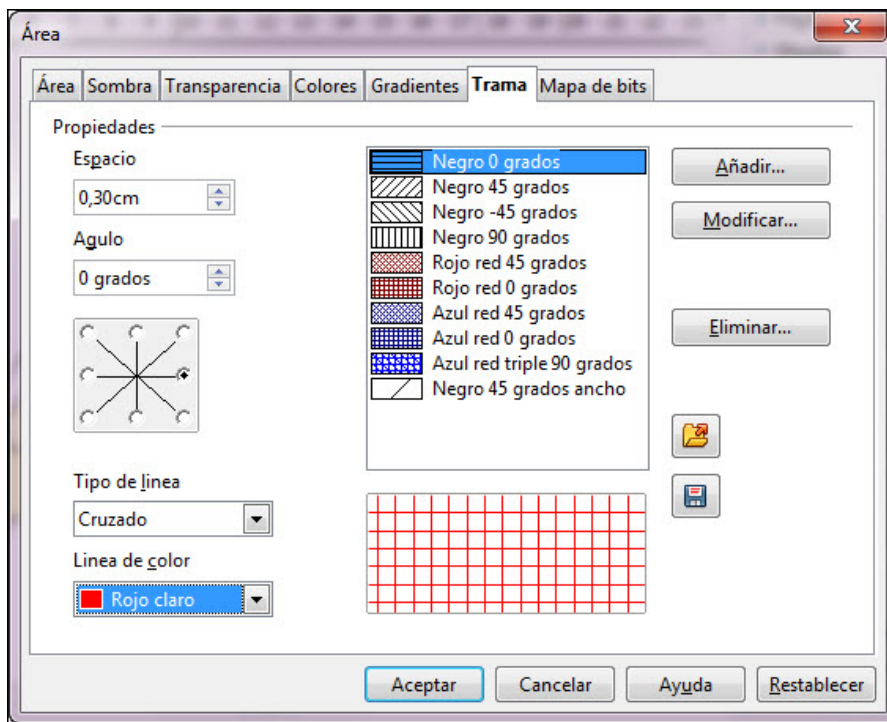 Área
Área Sombra Transparencia Colores Gradientes Trama Mapa de bits
Propiedades
Espacio
0,30cm
Agulo
0 grados
Tipo de linea
Cruzado
Linea de color
Rojo claro
Negro 0 grados
Negro 45 grados
Negro -45 grados
Negro 90 grados
Rojo red 45 grados
Rojo red 0 grados
Azul red 45 grados
Azul red 0 grados
Azul red triple 90 grados
Negro 45 grados ancho
Añadir...
Modificar...
Eliminar...
Aceptar Cancelar Ayuda Restablecer